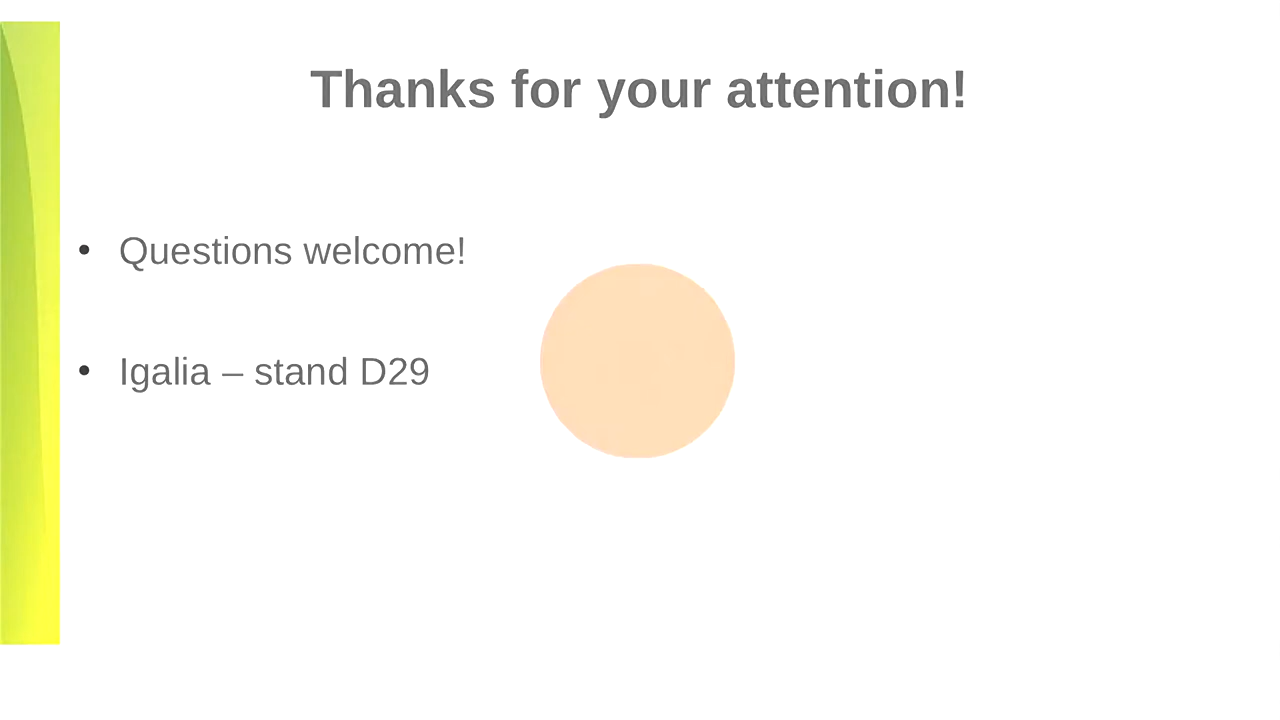 Thanks for your attention!
• Questions welcome!
• Igalia – stand D29